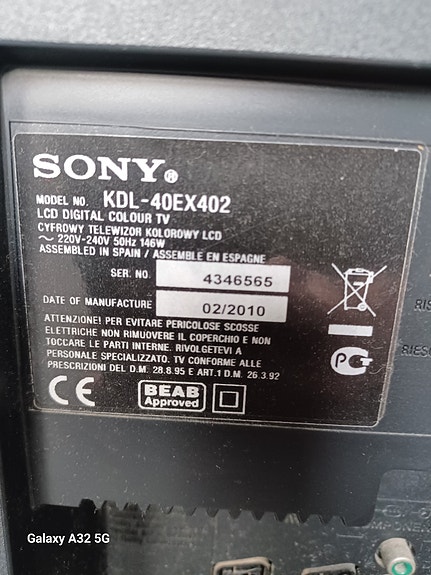 SONY®
MODEL NO. KDL-40EX402
LCD DIGITAL COLOUR TV
CYFROWY TELEWIZOR KOLOROWY LCD
~ 220V-240V 50Hz 146W
ASSEMBLED IN SPAIN / ASSEMBLE EN ESPAGNE
SER. NO. 4346565
DATE OF MANUFACTURE 02/2010
ATTENZIONE! PER EVITARE PERICOLOSE SCOSSE
ELETTRICHE NON RIMUOVERE IL COPERCHIO E NON
TOCCARE LE PARTI INTERNE. RIVOLGETEVI A
PERSONALE SPECIALIZZATO. TV CONFORME ALLE
PRESCRIZIONI DEL D.M. 28.8.95 E ART.1 D.M. 26.3.92
CE
BEAB
Approved
PG
Galaxy A32 5G